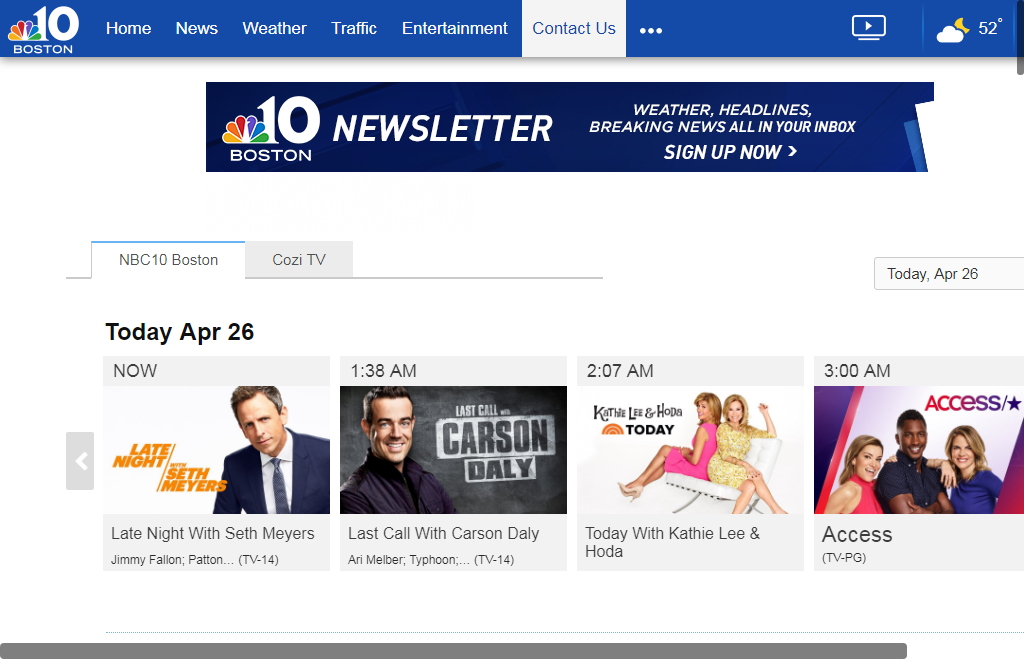 10
BOSTON
Home News Weather Traffic Entertainment Contact Us •••
52°
10
BOSTON
NEWSLETTER
WEATHER, HEADLINES,
BREAKING NEWS ALL IN YOUR INBOX
SIGN UP NOW >
NBC10 Boston
Cozi TV
Today, Apr 26
Today Apr 26
NOW
LATE
NIGHT WITH
SETH
MEYERS
Late Night With Seth Meyers
Jimmy Fallon; Patton... (TV-14)
1:38 AM
LAST CALL WITH
CARSON
DALY
Last Call With Carson Daly
Ari Melber; Typhoon;... (TV-14)
2:07 AM
KATHIE LEE & HODA
TODAY
Today With Kathie Lee &
Hoda
3:00 AM
ACCESS/★
Access
(TV-PG)